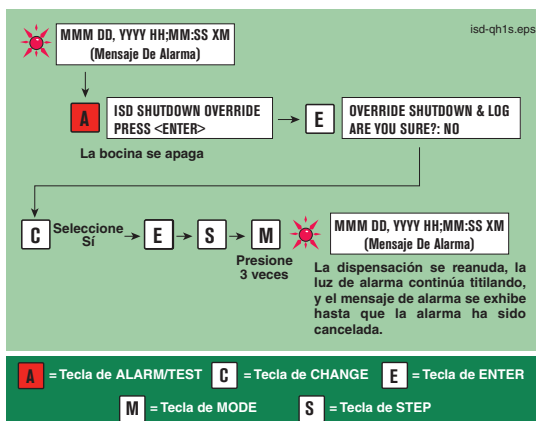 isd-qh1s.eps
MMM DD, YYYY HH;MM:SS XM
(Mensaje De Alarma)
A
ISD SHUTDOWN OVERRIDE
PRESS <ENTER>
E
OVERRIDE SHUTDOWN & LOG
ARE YOU SURE?: NO
La bocina se apaga
C
Seleccione
Sí
E
S
M
Presione
3 veces
MMM DD, YYYY HH;MM:SS XM
(Mensaje De Alarma)
La dispensación se reanuda, la
luz de alarma continúa titilando,
y el mensaje de alarma se exhibe
hasta que la alarma ha sido
cancelada.
A = Tecla de ALARM/TEST
C = Tecla de CHANGE
E = Tecla de ENTER
M = Tecla de MODE
S = Tecla de STEP